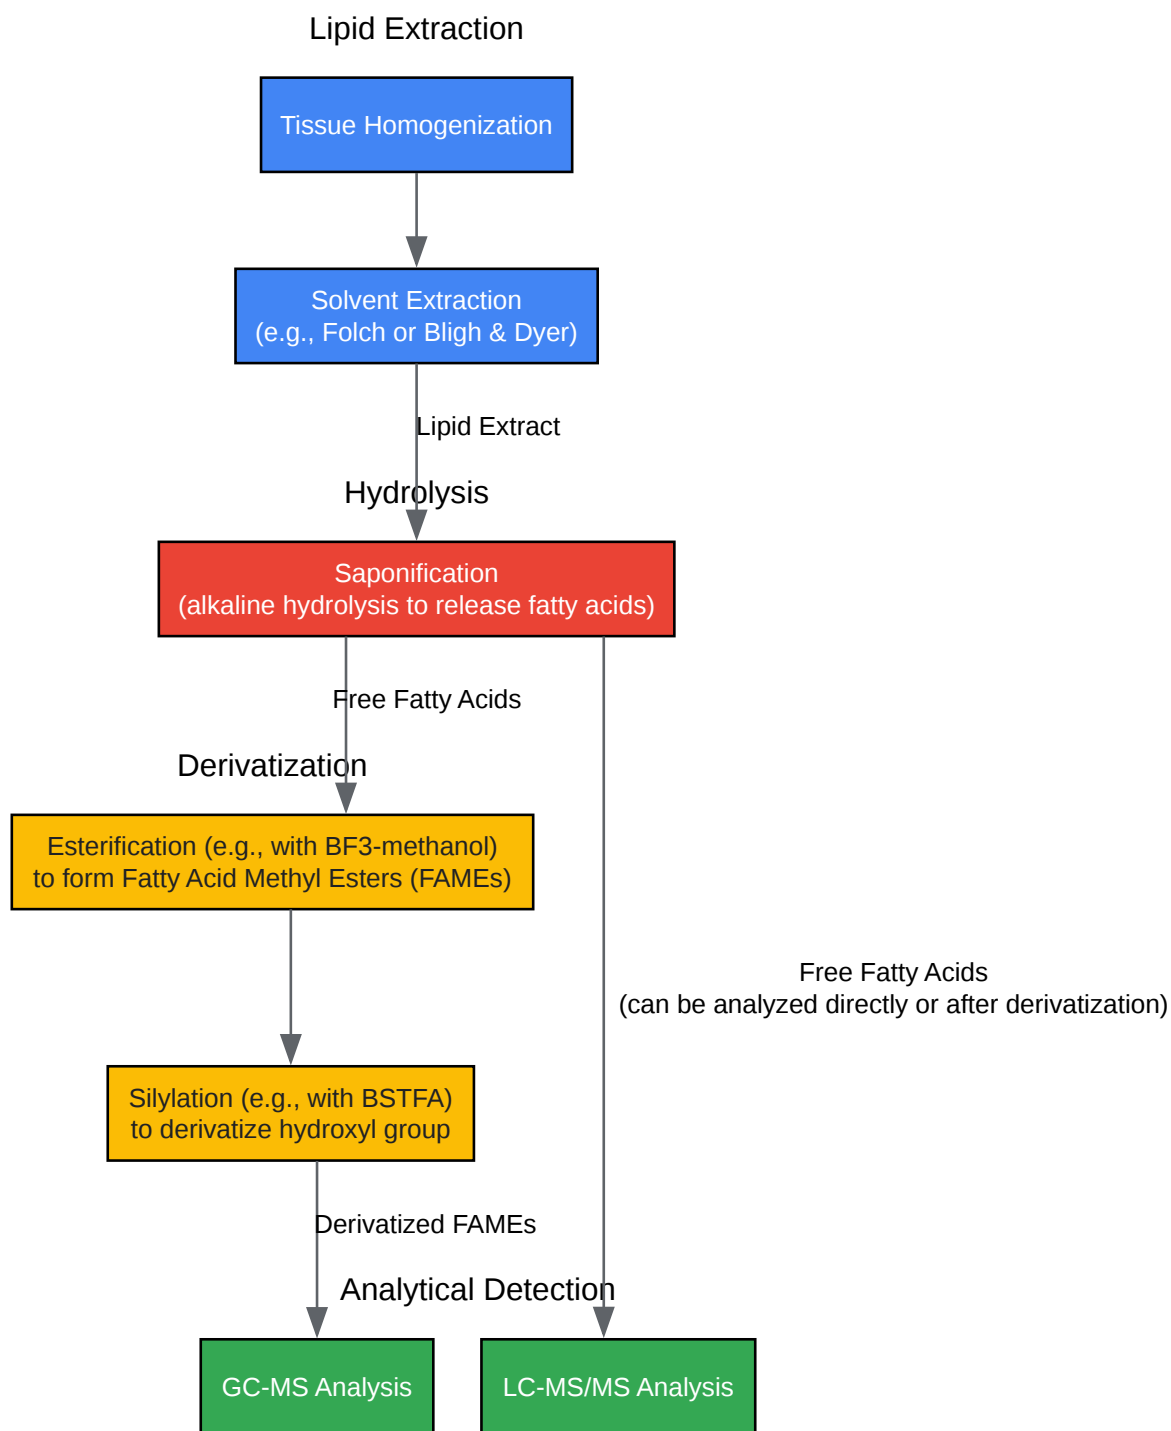 Lipid Extraction
Tissue Homogenization
Solvent Extraction
(e.g., Folch or Bligh & Dyer)
Lipid Extract
Hydrolysis
Saponification
(alkaline hydrolysis to release fatty acids)
Free Fatty Acids
Derivatization
Esterification (e.g., with BF3-methanol)
to form Fatty Acid Methyl Esters (FAMEs)
Free Fatty Acids
(can be analyzed directly or after derivatization)
Silylation (e.g., with BSTFA)
to derivatize hydroxyl group
Derivatized FAMEs
Analytical Detection
GC-MS Analysis
LC-MS/MS Analysis